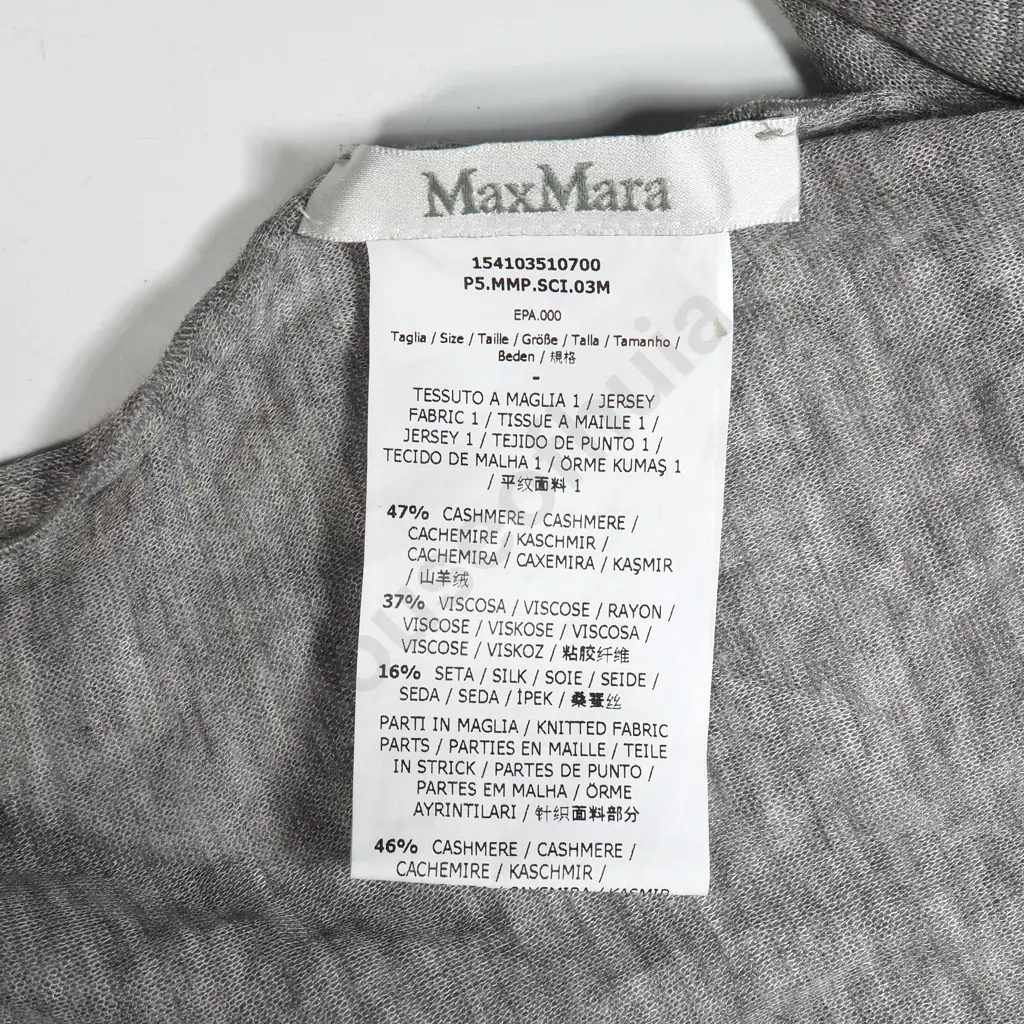 MaxMara
154103510700
P5.MMP.SCI.03M
EPA.000
Taglia / Size / Taille / Größe / Talla / Tamanho /
Beden / 規格
-
TESSUTO A MAGLIA 1 / JERSEY
FABRIC 1 / TISSUE A MAILLE 1 /
JERSEY 1 / TEJIDO DE PUNTO 1 /
TECIDO DE MALHA 1 / ÖRME KUMAŞ 1
/ 平纹面料 1
47% CASHMERE / CASHMERE /
CACHEMIRE / KASCHMIR /
CACHEMIRA / CAXEMIRA / KAŞMIR
/ 山羊绒
37% VISCOSA / VISCOSE / RAYON /
VISCOSE / VISKOSE / VISCOSA /
VISCOSE / VISKOZ / 粘胶纤维
16% SETA / SILK / SOIE / SEIDE /
SEDA / SEDA / İPEK / 桑蚕丝
PARTI IN MAGLIA / KNITTED FABRIC
PARTS / PARTIES EN MAILLE / TEILE
IN STRICK / PARTES DE PUNTO /
PARTES EM MALHA / ÖRME
AYRINTILARI / 针织面料部分
46% CASHMERE / CASHMERE /
CACHEMIRE / KASCHMIR /